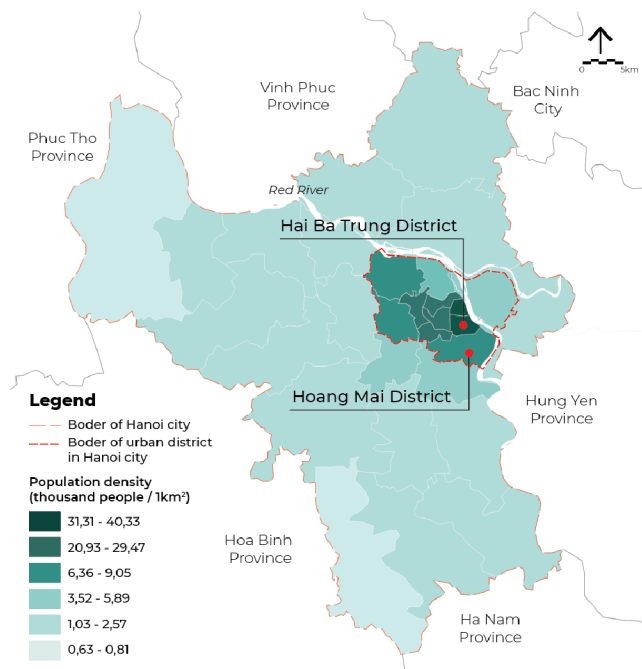 Vinh Phuc
Province
Bac Ninh
City
0 5km
Phuc Tho
Province
Red River
Hai Ba Trung District
Hoang Mai District
Hung Yen
Province
Legend
Boder of Hanoi city
Boder of urban district
in Hanoi city
Population density
(thousand people / 1km²)
31,31 - 40,33
20,93 - 29,47
6,36 - 9,05
3,52 - 5,89
1,03 - 2,57
0,63 - 0,81
Hoa Binh
Province
Ha Nam
Province